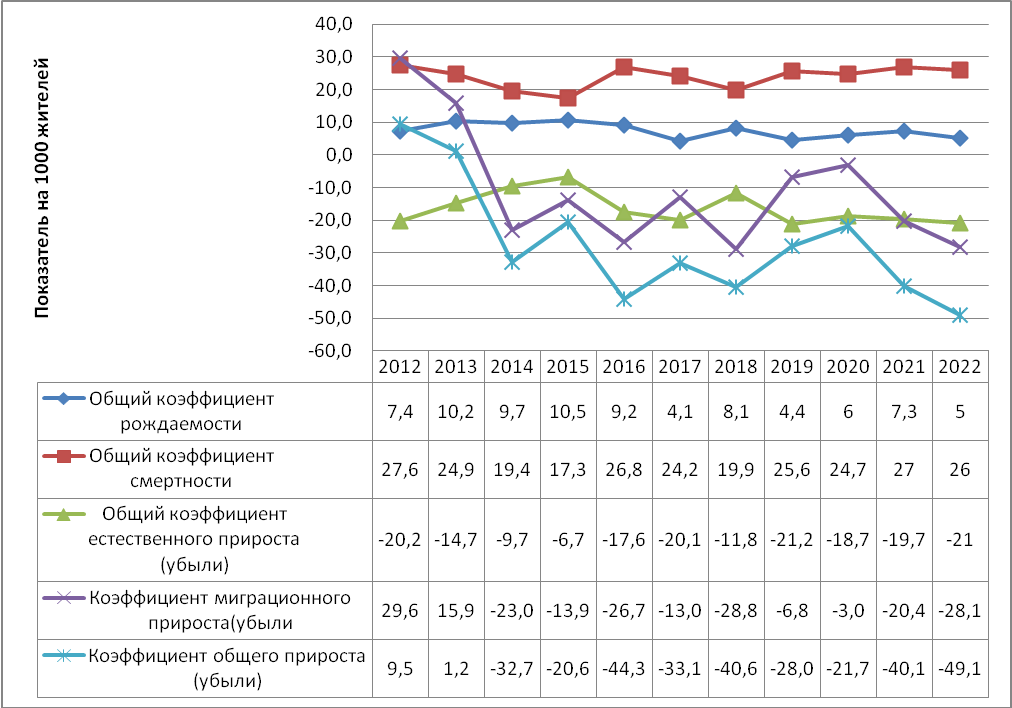 Показатель на 1000 жителей
40,0
30,0
20,0
10,0
0,0
-10,0
-20,0
-30,0
-40,0
-50,0
-60,0
2012 2013 2014 2015 2016 2017 2018 2019 2020 2021 2022
Общий коэффициент
рождаемости
7,4 10,2 9,7 10,5 9,2 4,1 8,1 4,4 6 7,3 5
Общий коэффициент
смертности
27,6 24,9 19,4 17,3 26,8 24,2 19,9 25,6 24,7 27 26
Общий коэффициент
естественного прироста
(убыли)
-20,2 -14,7 -9,7 -6,7 -17,6 -20,1 -11,8 -21,2 -18,7 -19,7 -21
Коэффициент миграционного
прироста(убыли
29,6 15,9 -23,0 -13,9 -26,7 -13,0 -28,8 -6,8 -3,0 -20,4 -28,1
Коэффициент общего прироста
(убыли)
9,5 1,2 -32,7 -20,6 -44,3 -33,1 -40,6 -28,0 -21,7 -40,1 -49,1